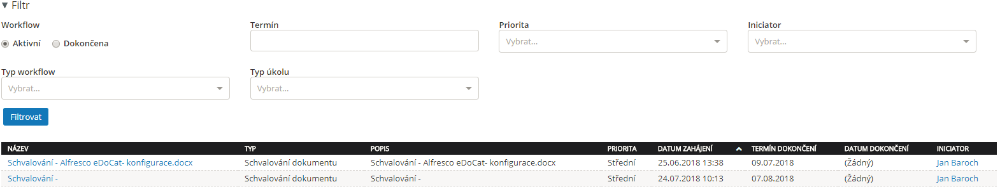 ▼ Filtr
Workflow Termín Priorita Iniciator
Aktivní Dokončena Vybrat... Vybrat...
Typ workflow Typ úkolu
Vybrat... Vybrat...
Filtrovat
NÁZEV TYP POPIS PRIORITA DATUM ZAHÁJENÍ TERMÍN DOKONČENÍ DATUM DOKONČENÍ INICIATOR
Schvalování - Alfresco eDoCat- konfigurace.docx Schvalování dokumentu Schvalování - Alfresco eDoCat- konfigurace.docx Střední 25.06.2018 13:38 09.07.2018 (Žádný) Jan Baroch
Schvalování - Schvalování dokumentu Schvalování - Střední 24.07.2018 10:13 07.08.2018 (Žádný) Jan Baroch